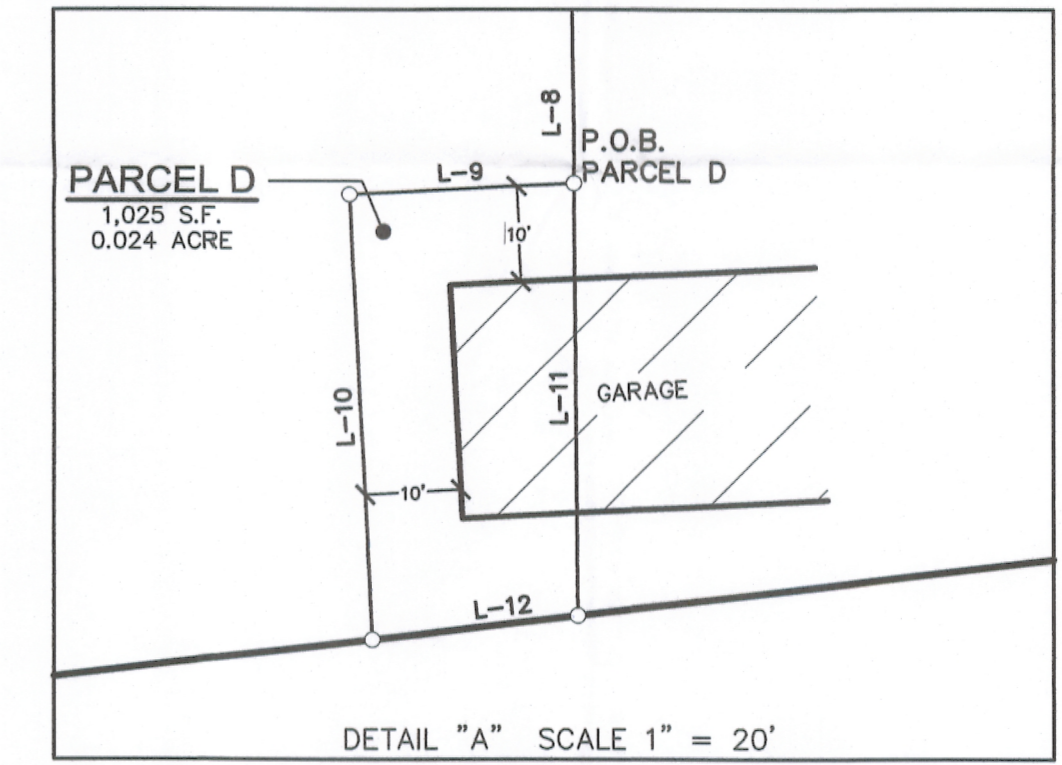 L-8
P.O.B.
PARCEL D
L-9
PARCEL D
1,025 S.F.
0.024 ACRE
10'
L-10
L-11
GARAGE
10'
L-12
DETAIL "A" SCALE 1" = 20'